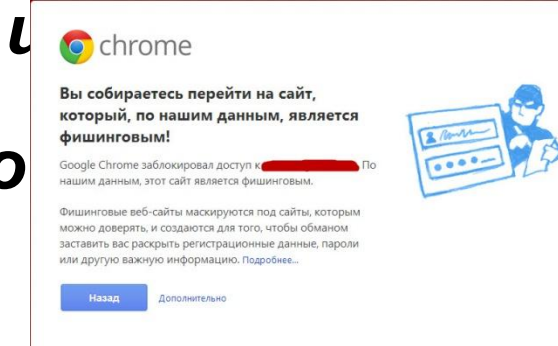 и
о
chrome
Вы собираетесь перейти на сайт,
который, по нашим данным, является
фишинговым!
Google Chrome заблокировал доступ к По
нашим данным, этот сайт является фишинговым.
Фишинговые веб-сайты маскируются под сайты, которым
можно доверять, и создаются для того, чтобы обманом
заставить вас раскрыть регистрационные данные, пароли
или другую важную информацию. Подробнее...
Назад Дополнительно